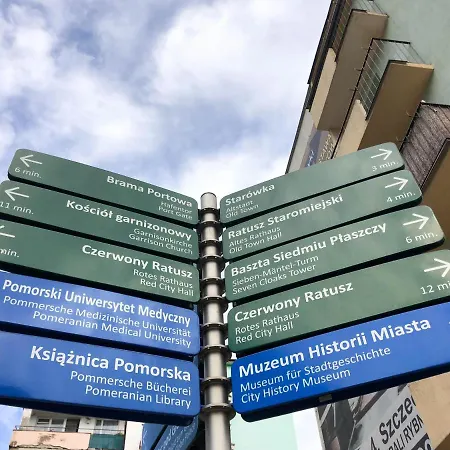 Brama Portowa
Hafentor
Port Gate
6 min.
Kościół garnizonowy
Garnisonskirche
Garrison Church
11 min.
Czerwony Ratusz
Rotes Rathaus
Red City Hall
Pomorski Uniwersytet Medyczny
Pommersche Medizinische Universität
Pomeranian Medical University
Książnica Pomorska
Pommersche Bücherei
Pomeranian Library
Starówka
Altstadt
Old Town
3 min.
Ratusz Staromiejski
Altes Rathaus
Old Town Hall
4 min.
Baszta Siedmiu Płaszczy
Sieben-Mäntel-Turm
Seven Cloaks Tower
6 min.
Czerwony Ratusz
Rotes Rathaus
Red City Hall
12 min.
Muzeum Historii Miasta
Museum für Stadtgeschichte
City History Museum
4. Szczec